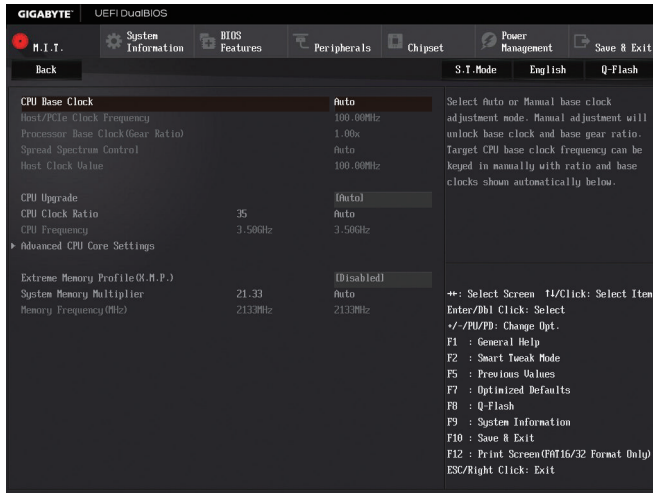 GIGABYTE™ UEFI DualBIOS
M.I.T. System Information BIOS Features Peripherals Chipset Power Management Save & Exit
Back S.T.Mode English Q-Flash
CPU Base Clock Auto
Host/PCIe Clock Frequency 100.00MHz
Processor Base Clock(Gear Ratio) 1.00x
Spread Spectrum Control Auto
Host Clock Value 100.00MHz
CPU Upgrade [Auto]
CPU Clock Ratio 35 Auto
CPU Frequency 3.50GHz 3.50GHz
Advanced CPU Core Settings
Extreme Memory Profile(X.M.P.) [Disabled]
System Memory Multiplier 21.33 Auto
Memory Frequency(MHz) 2133MHz 2133MHz
Select Auto or Manual base clock
adjustment mode. Manual adjustment will
unlock base clock and base gear ratio.
Target CPU base clock frequency can be
keyed in manually with ratio and base
clocks shown automatically below.
→←: Select Screen ↑↓/Click: Select Item
Enter/Dbl Click: Select
+/-/PU/PD: Change Opt.
F1 : General Help
F2 : Smart Tweak Mode
F5 : Previous Values
F7 : Optimized Defaults
F8 : Q-Flash
F9 : System Information
F10 : Save & Exit
F12 : Print Screen(FAT16/32 Format Only)
ESC/Right Click: Exit